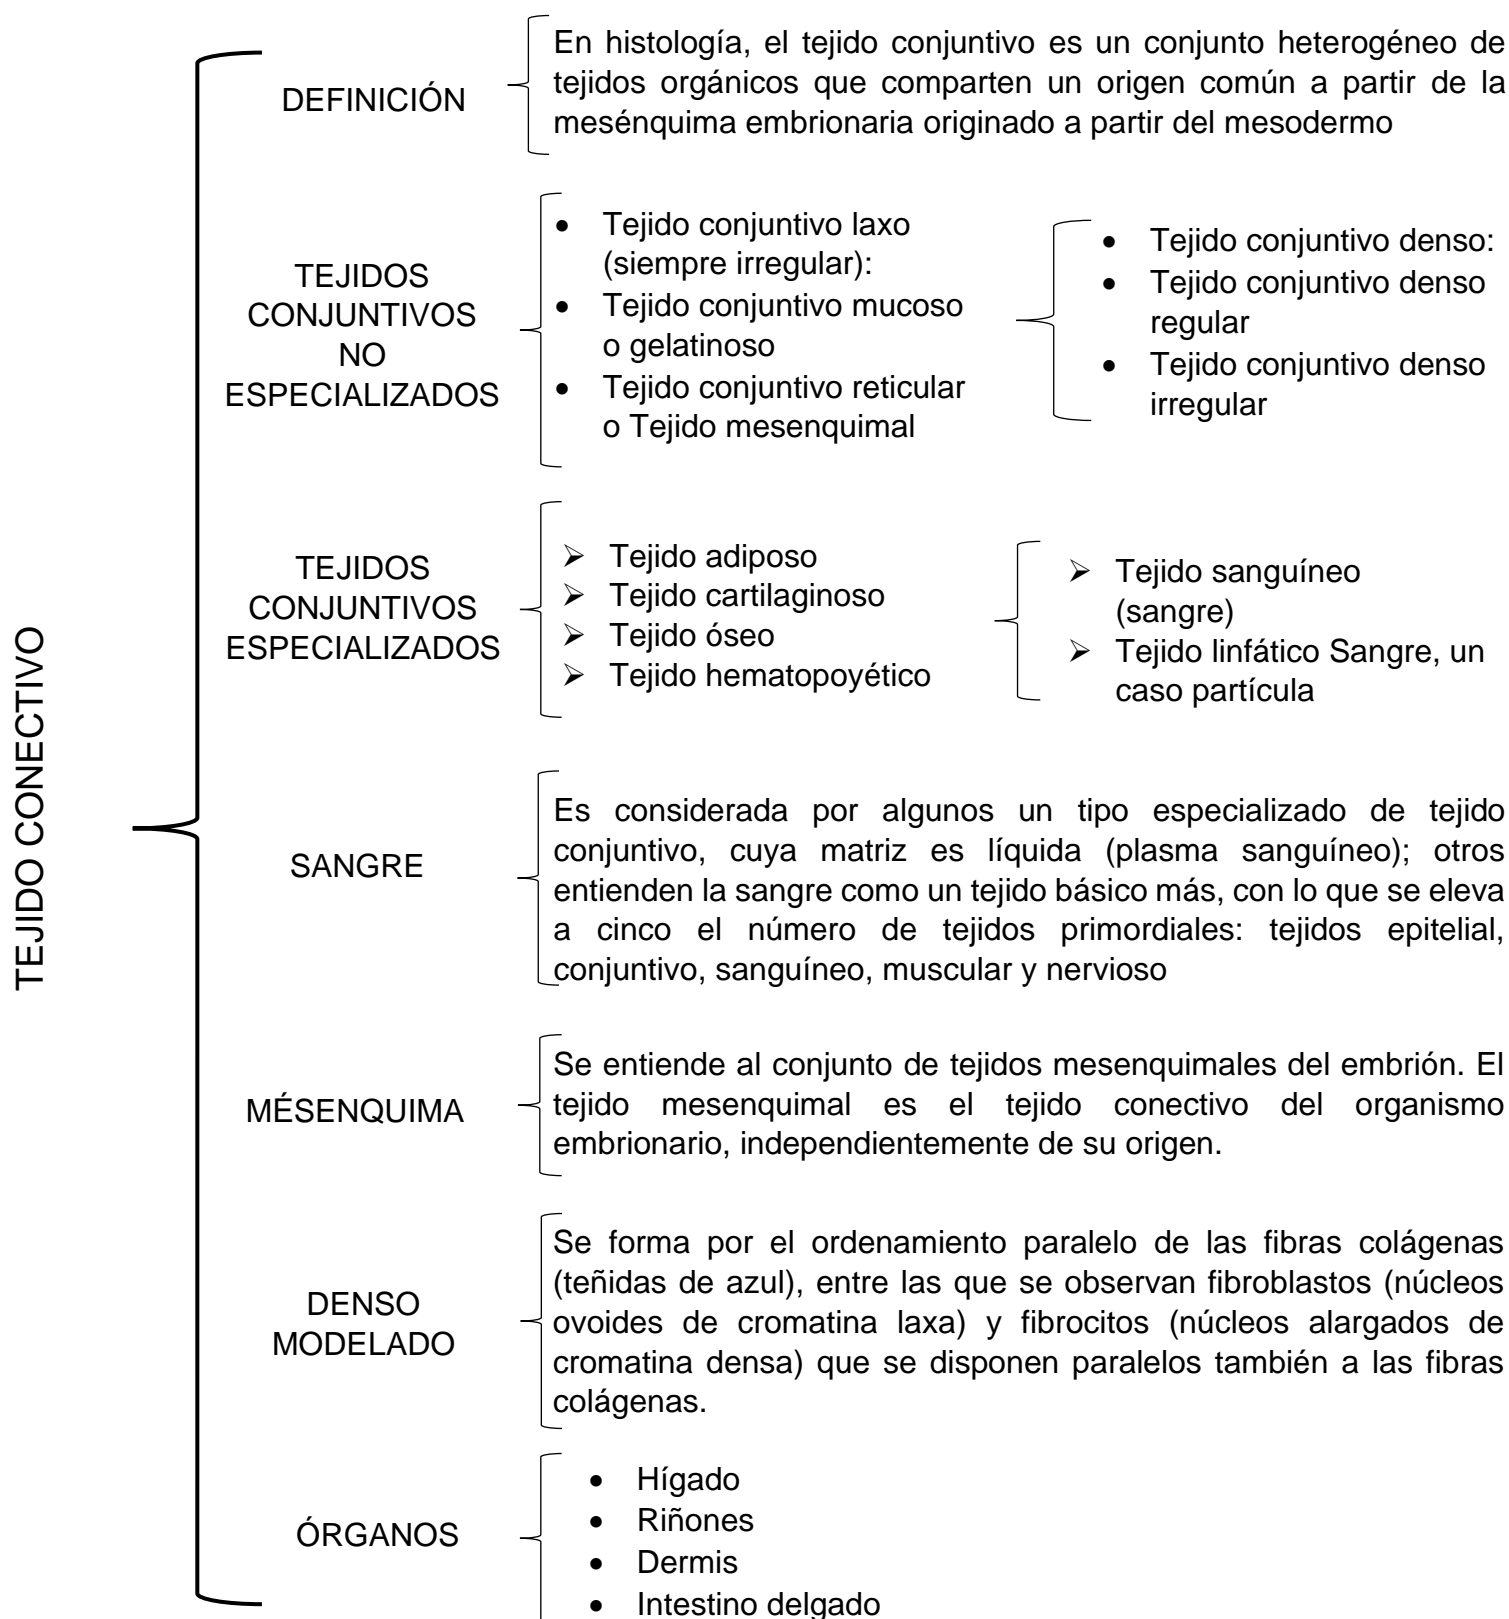 TEJIDO CONECTIVO
DEFINICIÓN
En histología, el tejido conjuntivo es un conjunto heterogéneo de
tejidos orgánicos que comparten un origen común a partir de la
mesénquima embrionaria originado a partir del mesodermo
TEJIDOS
CONJUNTIVOS
NO
ESPECIALIZADOS
• Tejido conjuntivo laxo
(siempre irregular):
• Tejido conjuntivo mucoso
o gelatinoso
• Tejido conjuntivo reticular
o Tejido mesenquimal
• Tejido conjuntivo denso:
• Tejido conjuntivo denso
regular
• Tejido conjuntivo denso
irregular
TEJIDOS
CONJUNTIVOS
ESPECIALIZADOS
➢ Tejido adiposo
➢ Tejido cartilaginoso
➢ Tejido óseo
➢ Tejido hematopoyético
➢ Tejido sanguíneo
(sangre)
➢ Tejido linfático Sangre, un
caso partícula
SANGRE
Es considerada por algunos un tipo especializado de tejido
conjuntivo, cuya matriz es líquida (plasma sanguíneo); otros
entienden la sangre como un tejido básico más, con lo que se eleva
a cinco el número de tejidos primordiales: tejidos epitelial,
conjuntivo, sanguíneo, muscular y nervioso
MÉSENQUIMA
Se entiende al conjunto de tejidos mesenquimales del embrión. El
tejido mesenquimal es el tejido conectivo del organismo
embrionario, independientemente de su origen.
DENSO
MODELADO
Se forma por el ordenamiento paralelo de las fibras colágenas
(teñidas de azul), entre las que se observan fibroblastos (núcleos
ovoides de cromatina laxa) y fibrocitos (núcleos alargados de
cromatina densa) que se disponen paralelos también a las fibras
colágenas.
ÓRGANOS
• Hígado
• Riñones
• Dermis
• Intestino delgado